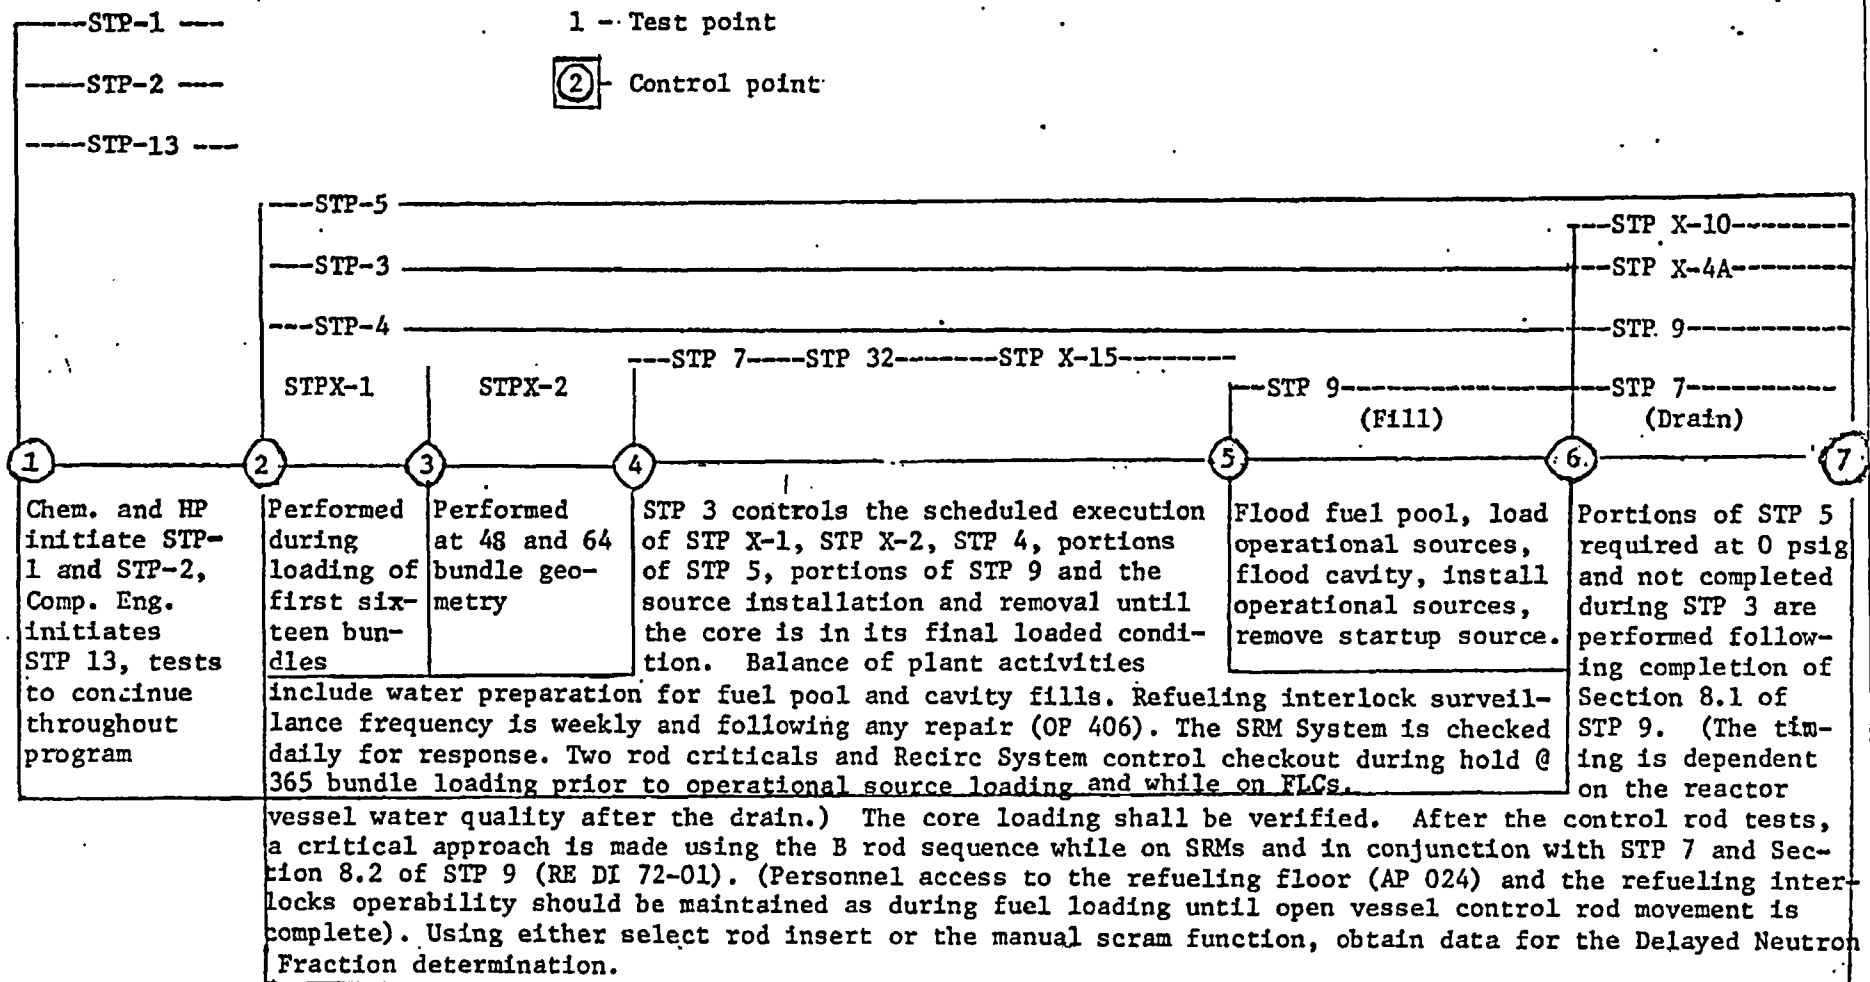 ----STP-1 ---
1 - Test point
----STP-2 ---
2 - Control point
----STP-13 ---
---STP-5
---STP X-10--------
---STP-3
---STP X-4A--------
---STP-4
---STP 9-----------
---STP 7----STP 32-------STP X-15--------
STPX-1
STPX-2
---STP 9----------------
---STP 7----------
(Fill)
(Drain)
1
2
3
4
5
6
7
Chem. and HP
initiate STP-
1 and STP-2,
Comp. Eng.
initiates
STP 13, tests
to continue
throughout
program
Performed
during
loading of
first six-
teen bun-
dles
Performed
at 48 and 64
bundle geo-
metry
STP 3 controls the scheduled execution
of STP X-1, STP X-2, STP 4, portions
of STP 5, portions of STP 9 and the
source installation and removal until
the core is in its final loaded condi-
tion. Balance of plant activities
include water preparation for fuel pool and cavity fills. Refueling interlock surveil-
lance frequency is weekly and following any repair (OP 406). The SRM System is checked
daily for response. Two rod criticals and Recirc System control checkout during hold @
365 bundle loading prior to operational source loading and while on FLCs.
Flood fuel pool, load
operational sources,
flood cavity, install
operational sources,
remove startup source.
Portions of STP 5
required at 0 psig
and not completed
during STP 3 are
performed follow-
ing completion of
Section 8.1 of
STP 9. (The tim-
ing is dependent
on the reactor
vessel water quality after the drain.) The core loading shall be verified. After the control rod tests,
a critical approach is made using the B rod sequence while on SRMs and in conjunction with STP 7 and Sec-
tion 8.2 of STP 9 (RE DI 72-01). (Personnel access to the refueling floor (AP 024) and the refueling inter-
locks operability should be maintained as during fuel loading until open vessel control rod movement is
complete). Using either select rod insert or the manual scram function, obtain data for the Delayed Neutron
Fraction determination.